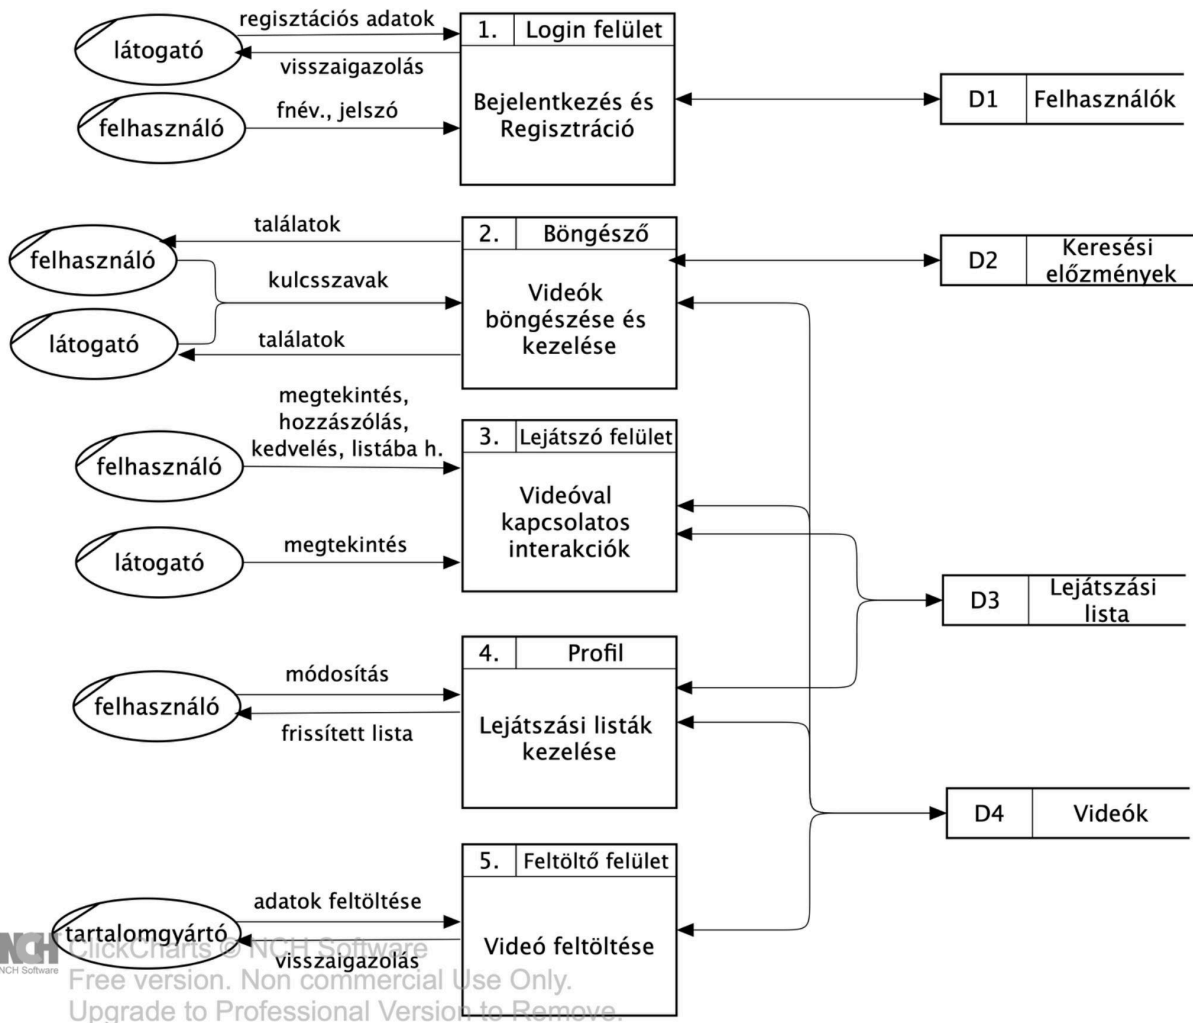 regisztációs adatok
látogató
visszaigazolás
1. Login felület
Bejelentkezés és
Regisztráció
felhasználó
fnév., jelszó
D1 Felhasználók
találatok
felhasználó
kulcsszavak
látogató
találatok
2. Böngésző
Videók
böngészése és
kezelése
D2 Keresési
előzmények
megtekintés,
hozzászólás,
kedvelés, listába h.
felhasználó
látogató
megtekintés
3. Lejátszó felület
Videóval
kapcsolatos
interakciók
D3 Lejátszási
lista
módosítás
felhasználó
frissített lista
4. Profil
Lejátszási listák
kezelése
D4 Videók
adatok feltöltése
tartalomgyártó
visszaigazolás
5. Feltöltő felület
Videó feltöltése
NCH
NCH Software
ClickCharts © NCH Software
Free version. Non commercial Use Only.
Upgrade to Professional Version to Remove.